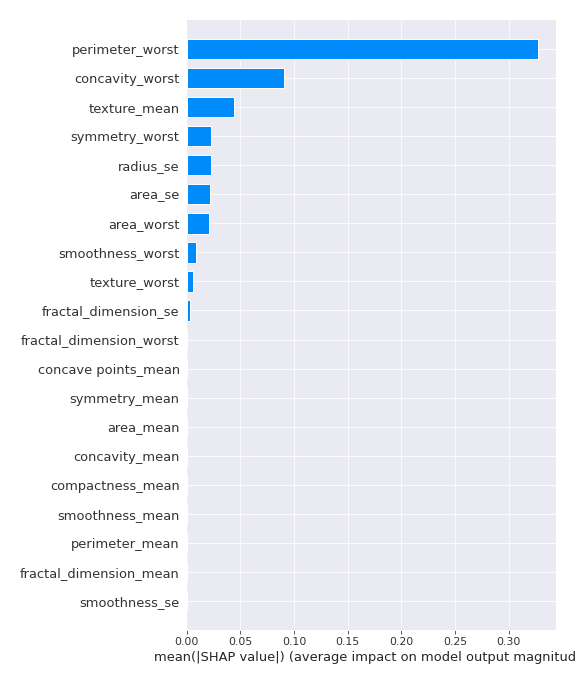 perimeter_worst
concavity_worst
texture_mean
symmetry_worst
radius_se
area_se
area_worst
smoothness_worst
texture_worst
fractal_dimension_se
fractal_dimension_worst
concave points_mean
symmetry_mean
area_mean
concavity_mean
compactness_mean
smoothness_mean
perimeter_mean
fractal_dimension_mean
smoothness_se
0.00 0.05 0.10 0.15 0.20 0.25 0.30
mean(|SHAP value|) (average impact on model output magnitud